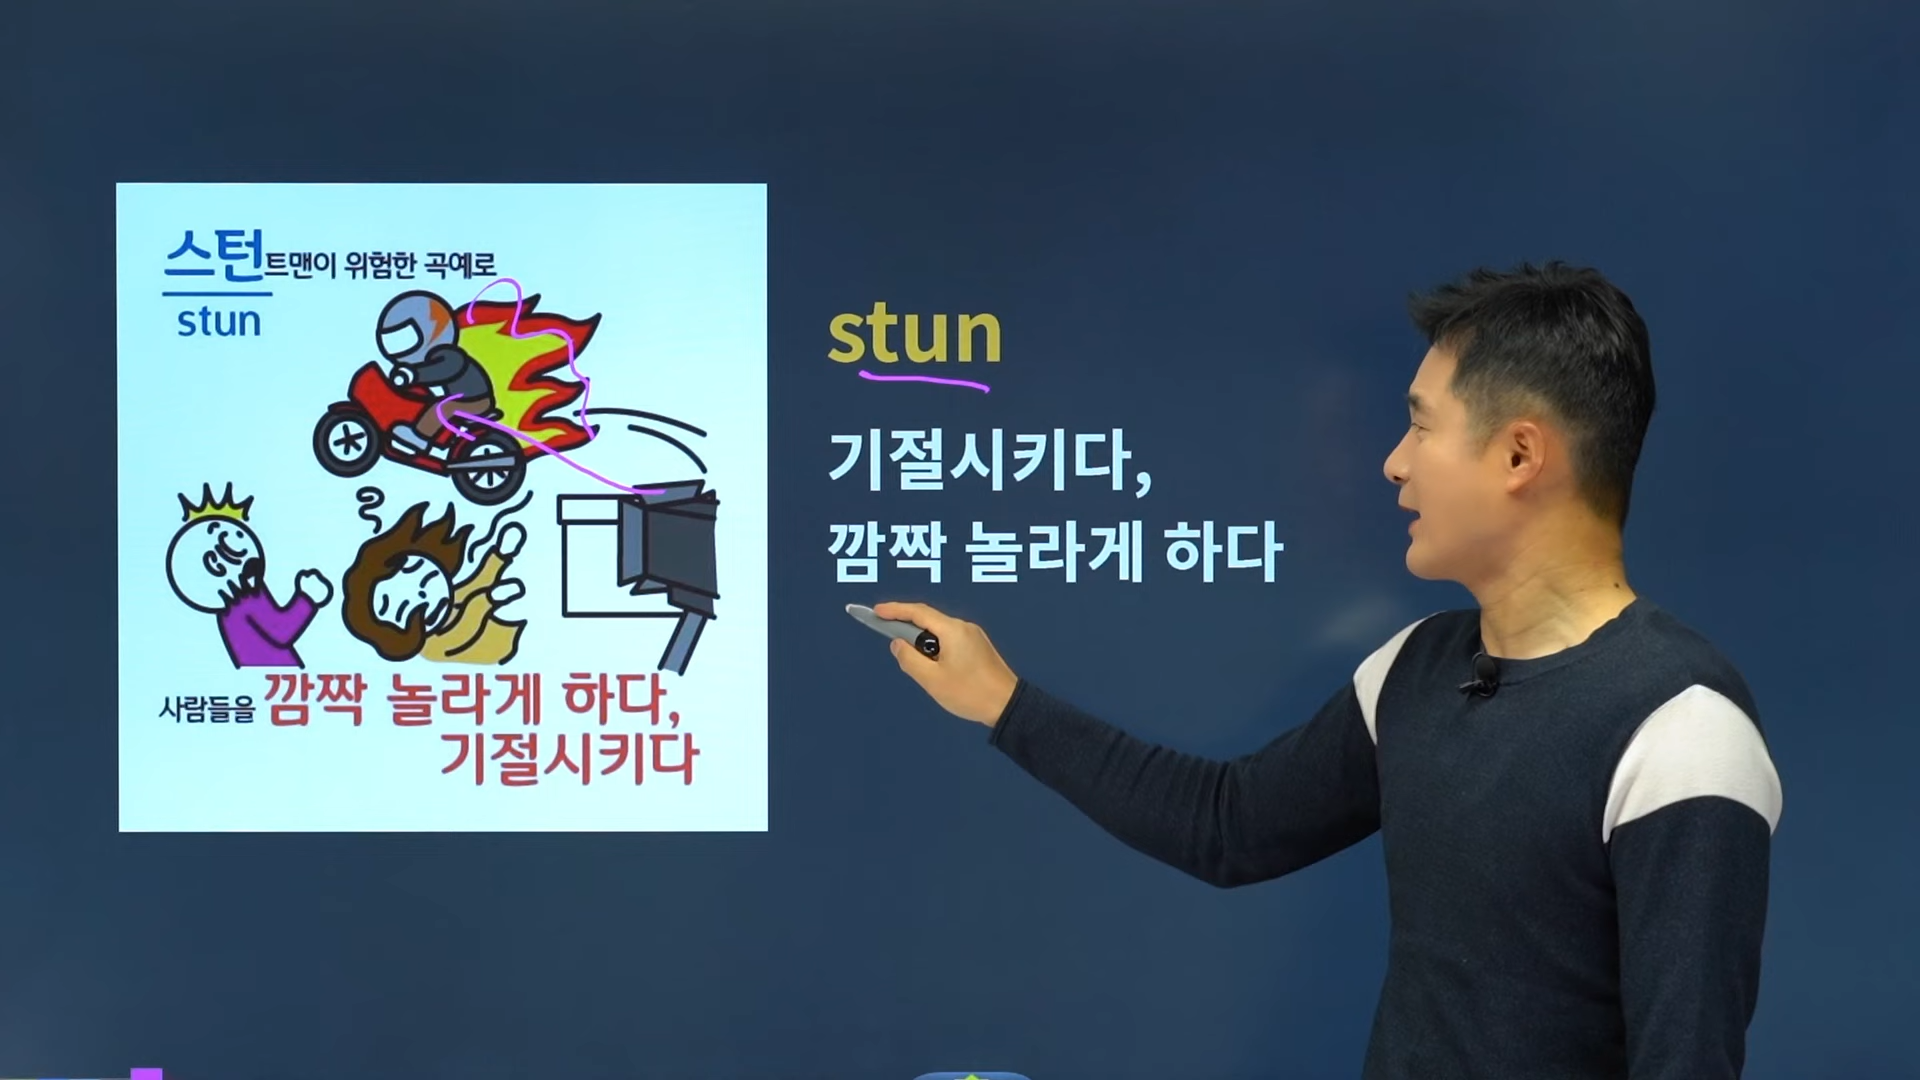 스턴트맨이 위험한 곡예로
stun
사람들을 깜짝 놀라게 하다,
기절시키다
stun
기절시키다,
깜짝 놀라게 하다